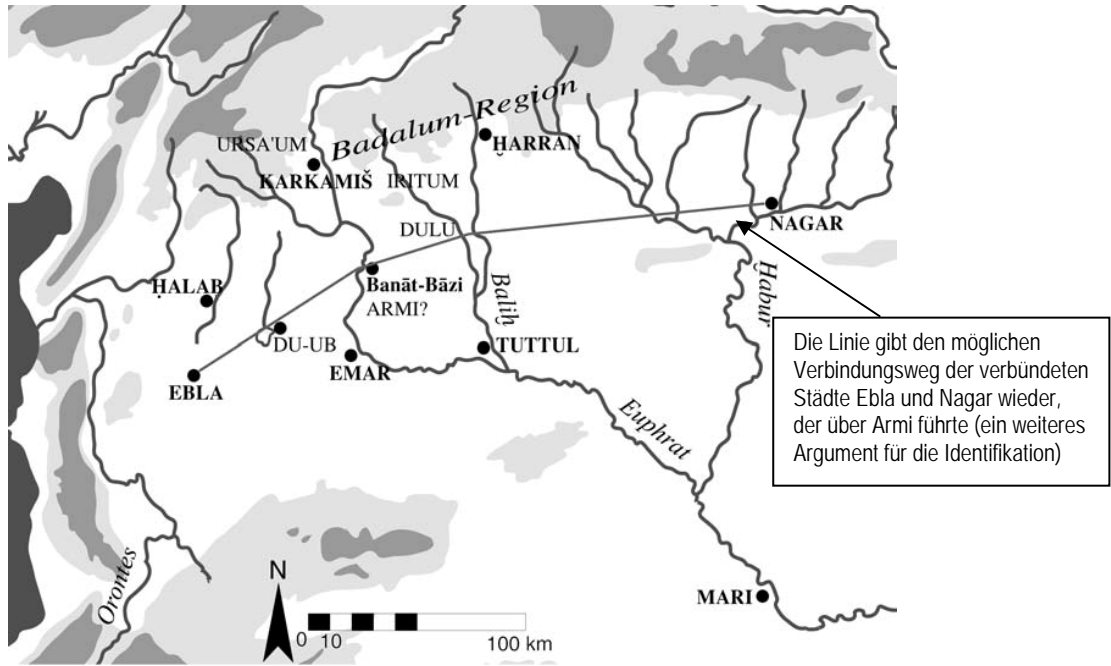 Badalum-Region
URSA'UM
ḪARRAN
KARKAMIŠ
IRITUM
NAGAR
DULU
Ḫabur
Banāt-Bāzi
ḤALAB
ARMI?
Baliḫ
DU-UB
EMAR
TUTTUL
EBLA
Die Linie gibt den möglichen
Verbindungsweg der verbündeten
Städte Ebla und Nagar wieder,
der über Armi führte (ein weiteres
Argument für die Identifikation)
Euphrat
Orontes
N
MARI
0 10
100 km